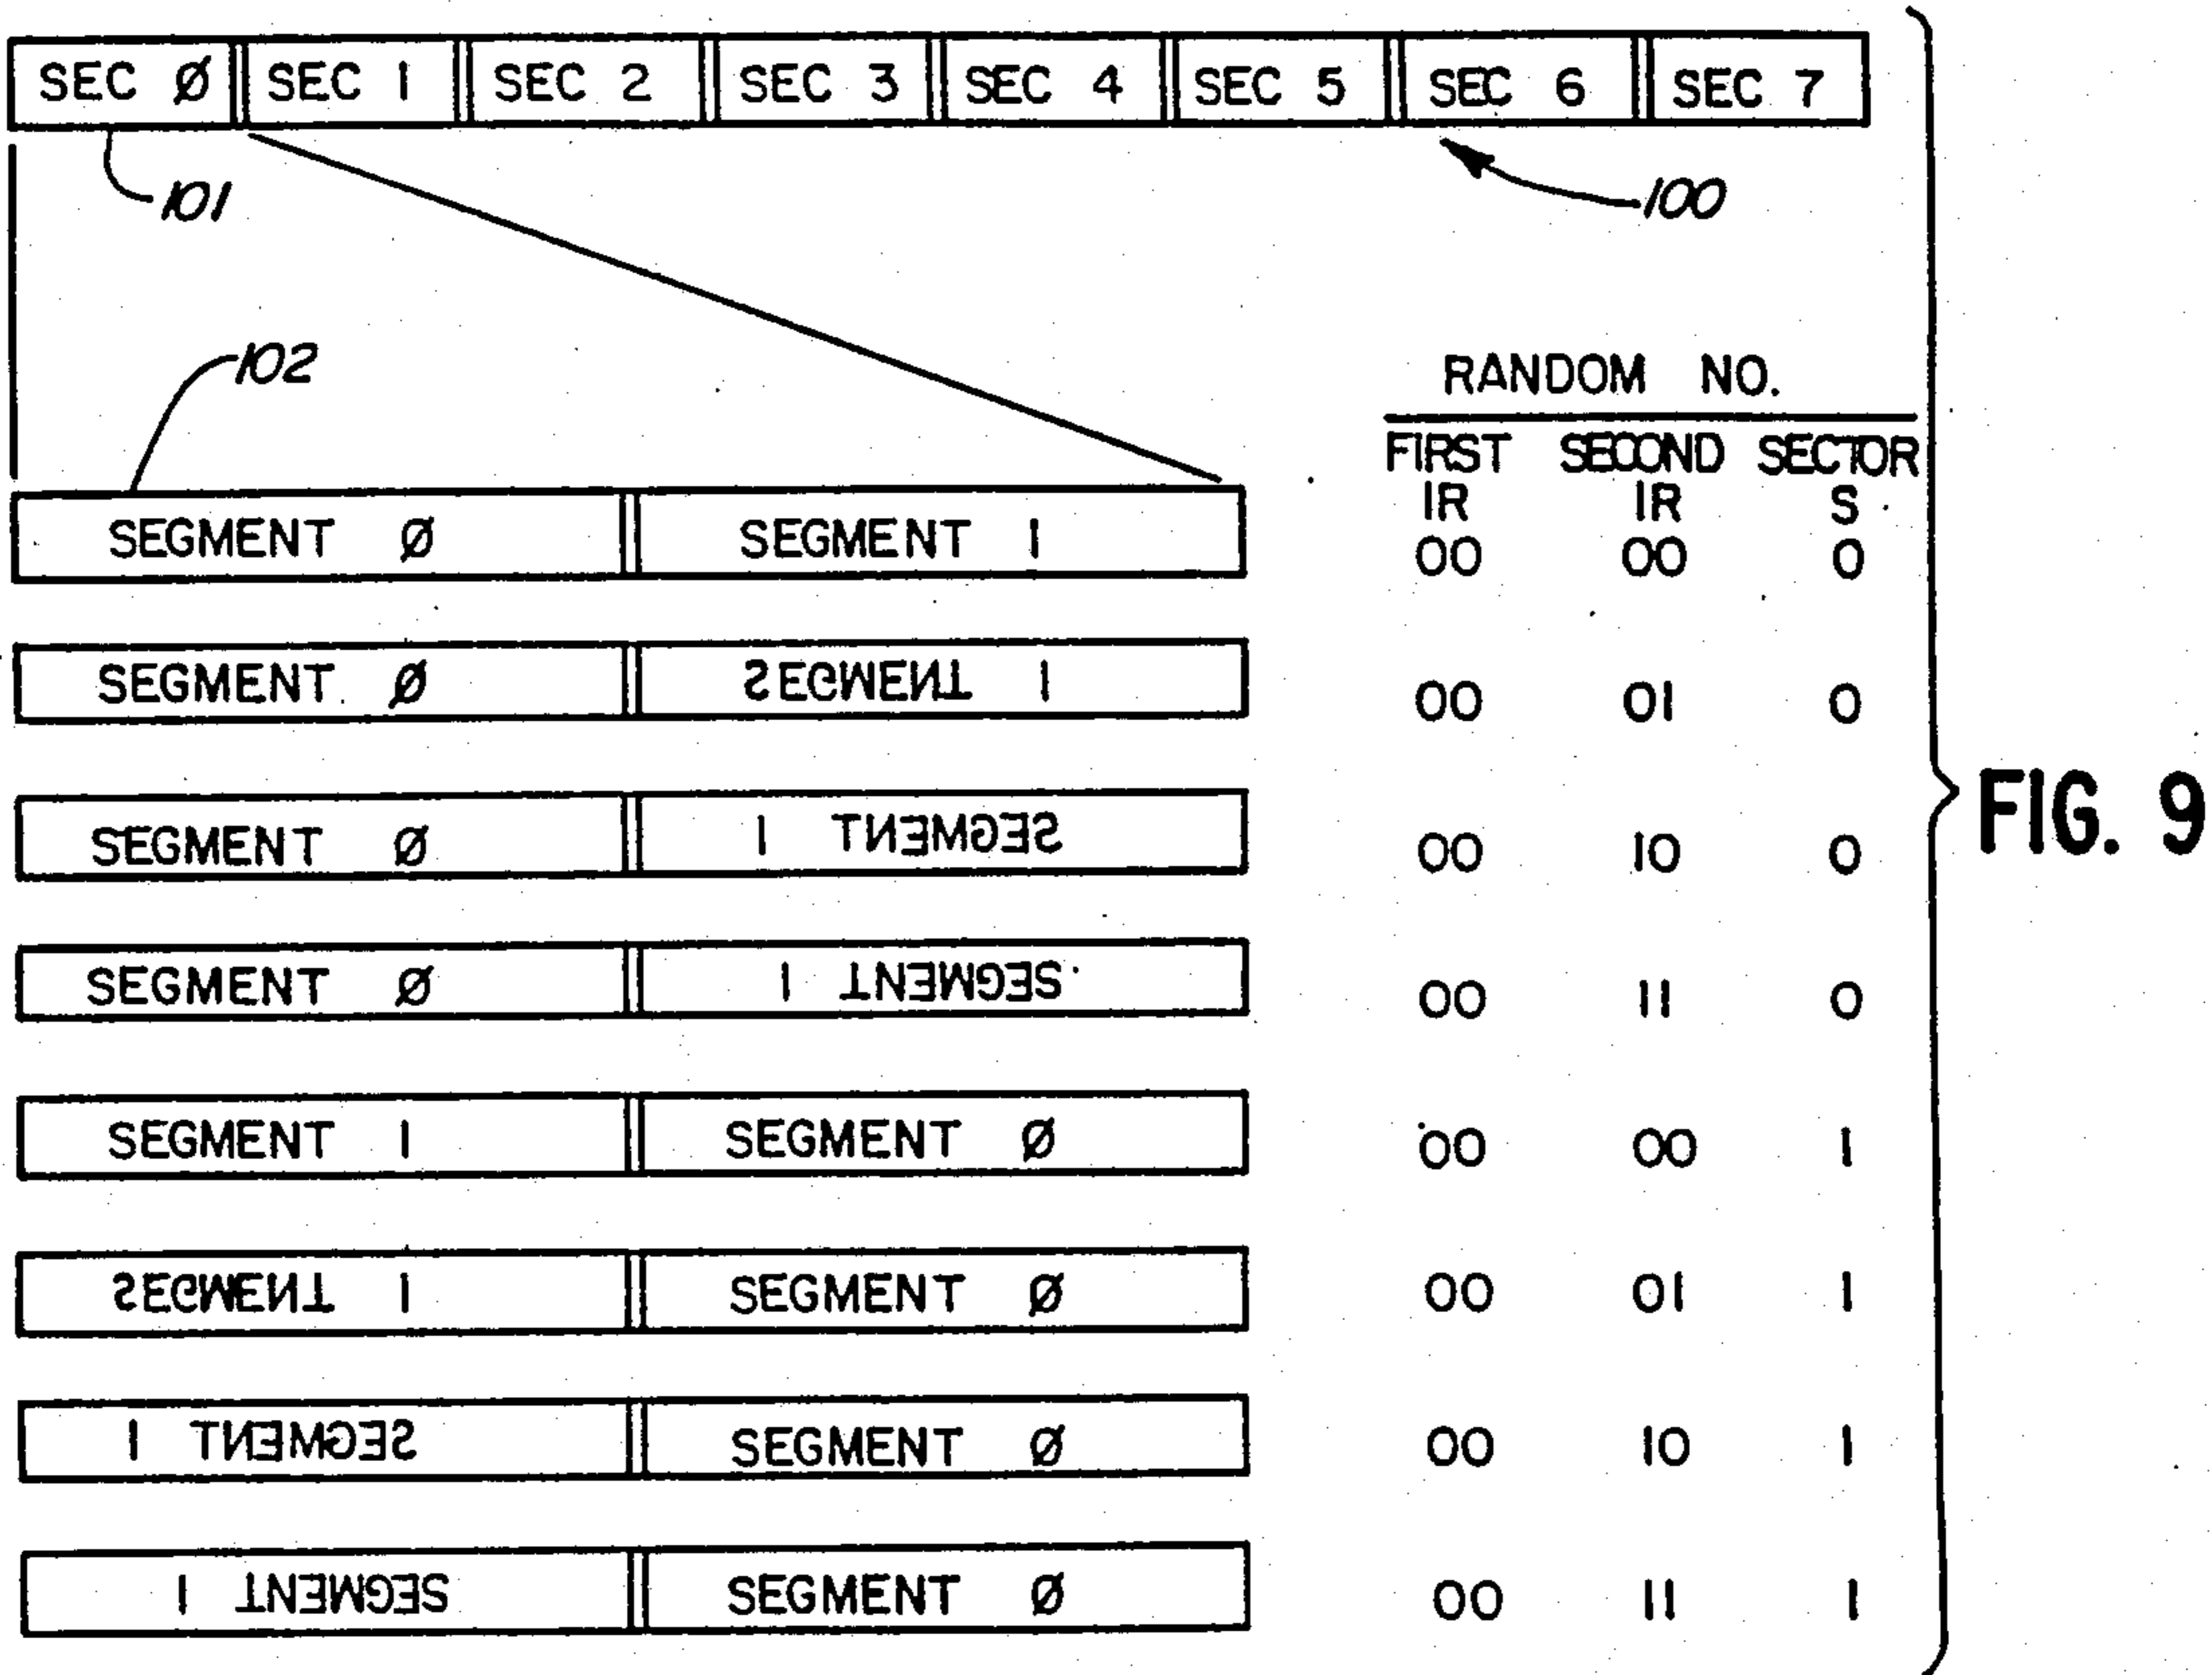 SEC Ø SEC 1 SEC 2 SEC 3 SEC 4 SEC 5 SEC 6 SEC 7
101
100
102
RANDOM NO.
FIRST SECOND SECTOR
IR IR S
SEGMENT Ø SEGMENT 1 00 00 0
SEGMENT Ø SEGMENT 1 00 01 0
SEGMENT Ø SEGMENT 1 00 10 0
FIG. 9
SEGMENT Ø SEGMENT 1 00 11 0
SEGMENT 1 SEGMENT Ø 00 00 1
SEGMENT 1 SEGMENT Ø 00 01 1
SEGMENT 1 SEGMENT Ø 00 10 1
SEGMENT 1 SEGMENT Ø 00 11 1